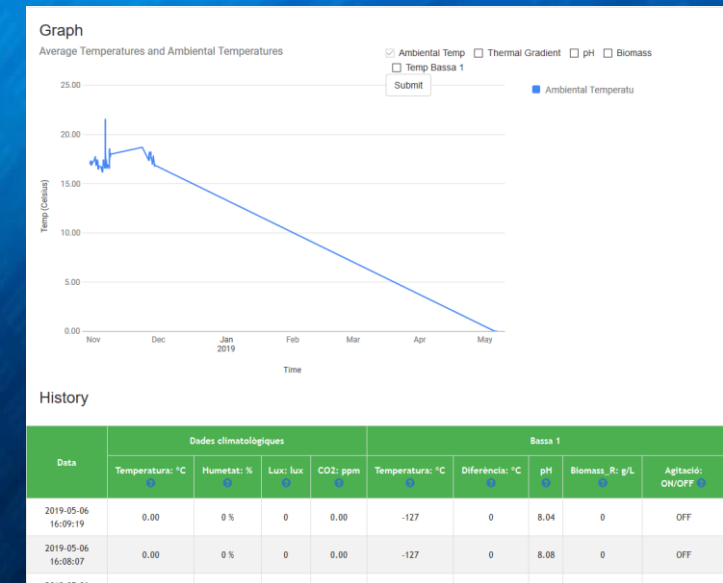 Graph
Average Temperatures and Ambiental Temperatures
Ambiental Temp Thermal Gradient pH Biomass
Temp Bassa 1
Submit
Ambiental Temperatu
25.00
20.00
15.00
10.00
5.00
0.00
Temp (Celsius)
Nov Dec Jan Feb Mar Apr May
2019
Time
History
Data
Dades climatològiques Bassa 1
Temperatura: °C Humetat: % Lux: lux CO2: ppm Temperatura: °C Diferència: °C pH Biomass_R: g/L Agitació:
ON/OFF
2019-05-06
16:09:19
0.00 0 % 0 0.00 -127 0 8.04 0 OFF
2019-05-06
16:08:07
0.00 0 % 0 0.00 -127 0 8.08 0 OFF